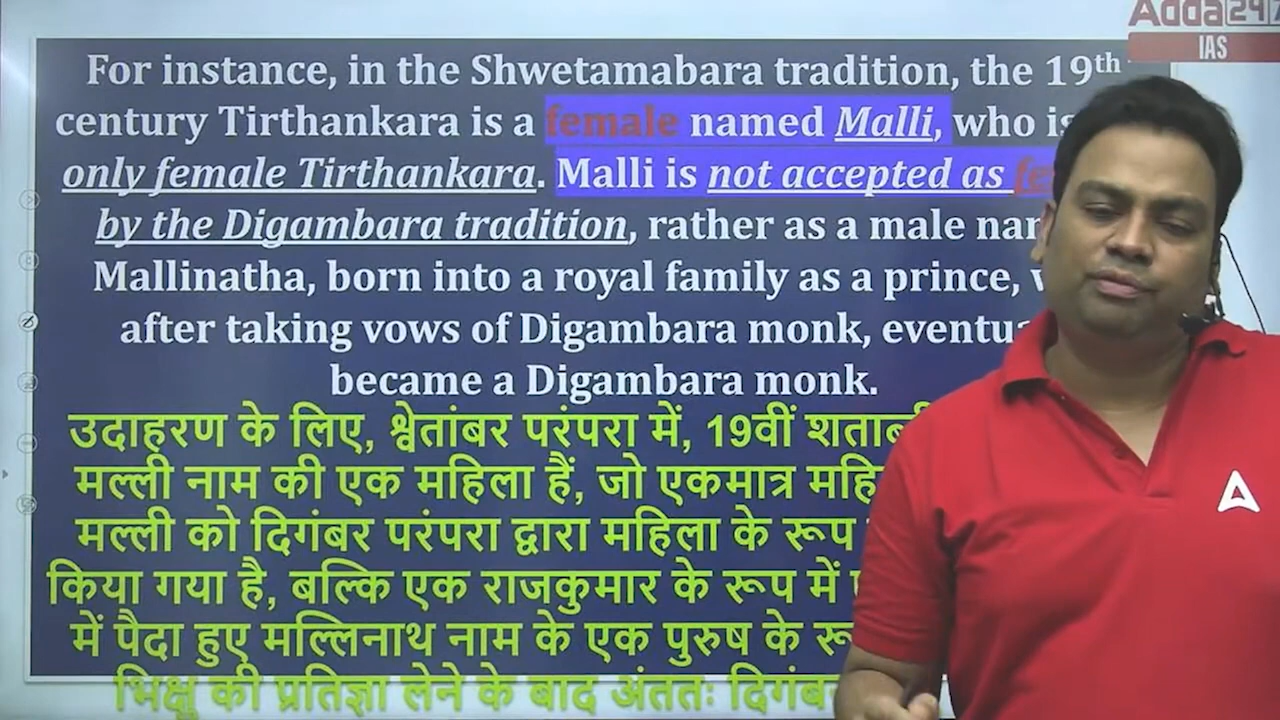 Adda247
IAS
For instance, in the Shwetamabara tradition, the 19th
century Tirthankara is a female named Malli, who is
only female Tirthankara. Malli is not accepted as
by the Digambara tradition, rather as a male
Mallinatha, born into a royal family as a prince,
after taking vows of Digambara monk,
became a Digambara monk.
उदाहरण के लिए, श्वेतांबर परंपरा में, 19वीं
मल्ली नाम की एक महिला हैं, जो एकमात्र
मल्ली को दिगंबर परंपरा द्वारा महिला के रूप
किया गया है, बल्कि एक राजकुमार के रूप में
में पैदा हुए मल्लिनाथ नाम के एक पुरुष के
भिक्षु की प्रतिज्ञा लेने के बाद अंततः